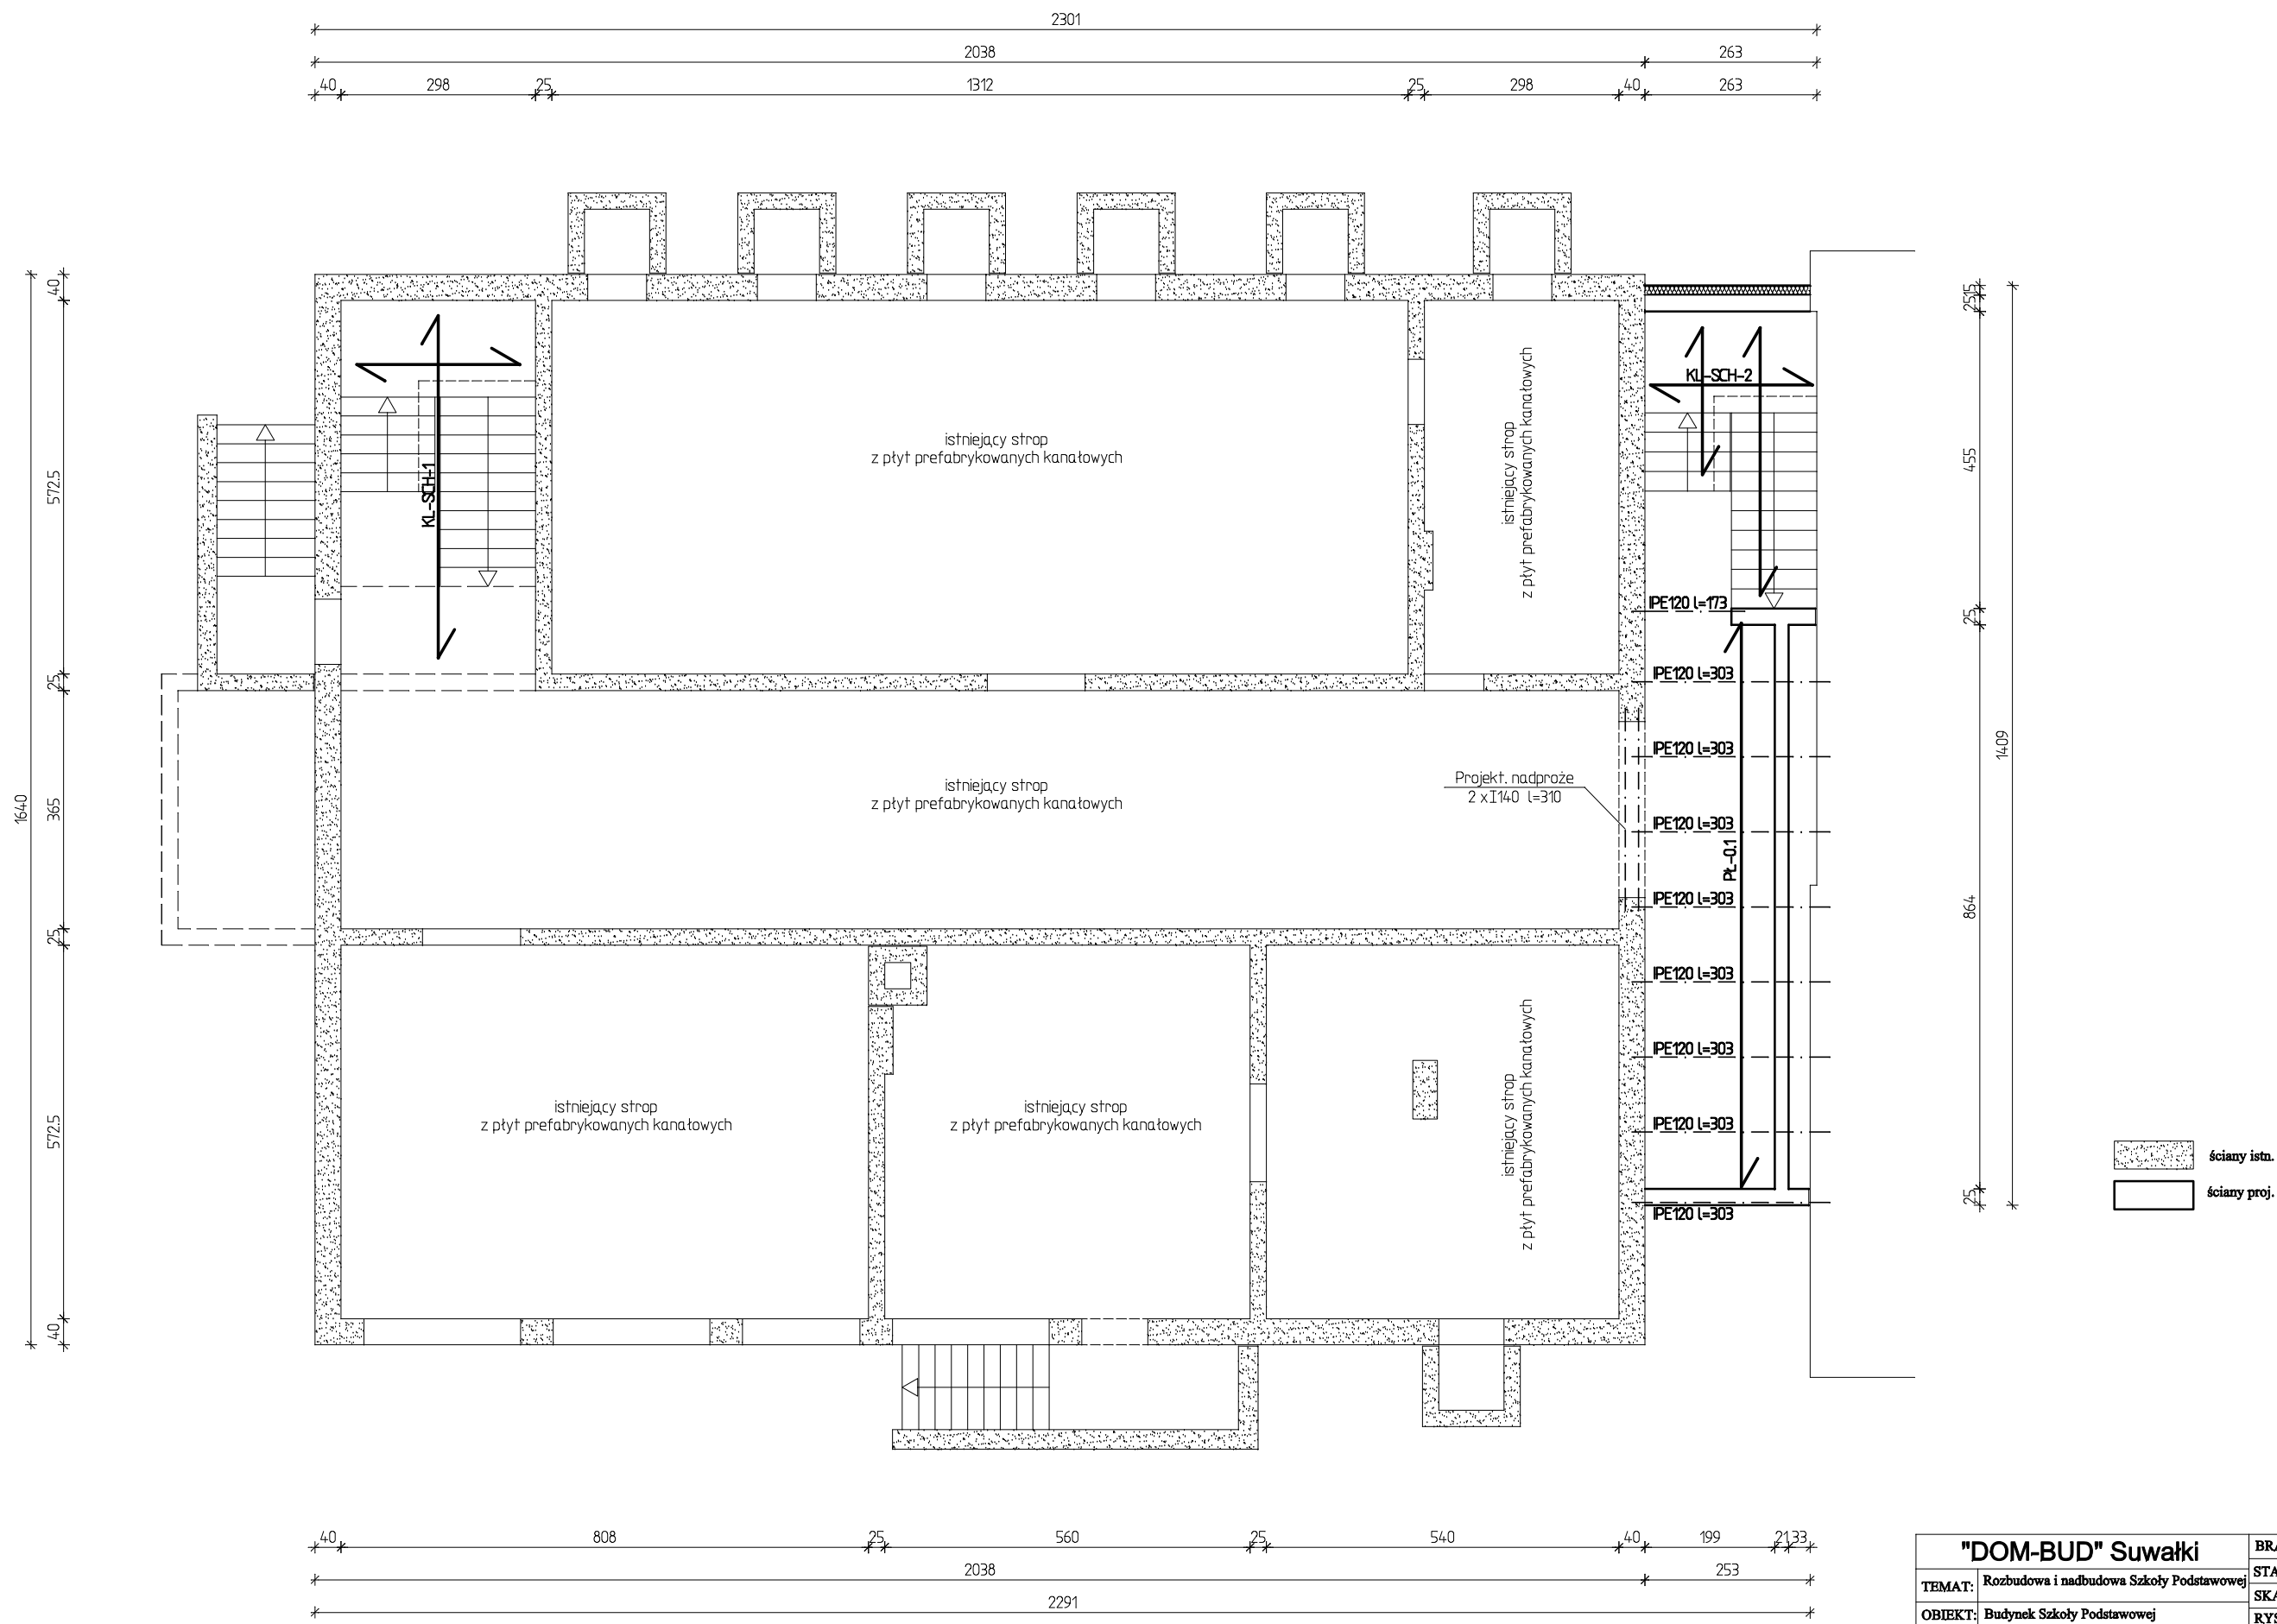 2301
2038 263
40 298 25 1312 25 298 40 263
40
572.5
25
365
25
572.5
40
1640
istniejący strop
z płyt prefabrykowanych kanałowych
istniejący strop
z płyt prefabrykowanych kanałowych
KL-SCH-1
KL-SCH-2
IPE120 l=173
IPE120 l=303
IPE120 l=303
IPE120 l=303
IPE120 l=303
IPE120 l=303
IPE120 l=303
IPE120 l=303
IPE120 l=303
PŁ-0.1
istniejący strop
z płyt prefabrykowanych kanałowych
Projekt. nadproże
2 xI140 l=310
istniejący strop
z płyt prefabrykowanych kanałowych
istniejący strop
z płyt prefabrykowanych kanałowych
istniejący strop
z płyt prefabrykowanych kanałowych
2515
455
25
864
25
1409
ściany istn.
ściany proj.
40 808 25 560 25 540 40 199 21 33
2038 253
2291
"DOM-BUD" Suwałki
TEMAT: Rozbudowa i nadbudowa Szkoły Podstawowej
OBIEKT: Budynek Szkoły Podstawowej